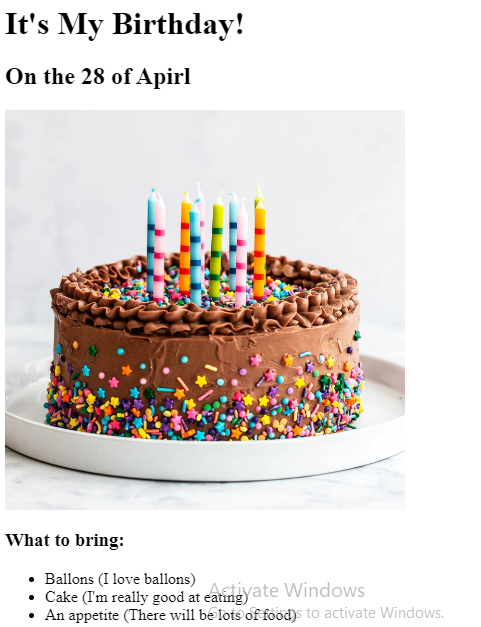 It's My Birthday!
On the 28 of Apirl
What to bring:
Ballons (I love ballons)
Cake (I'm really good at eating)
An appetite (There will be lots of food)
Activate Windows
Go to Settings to activate Windows.